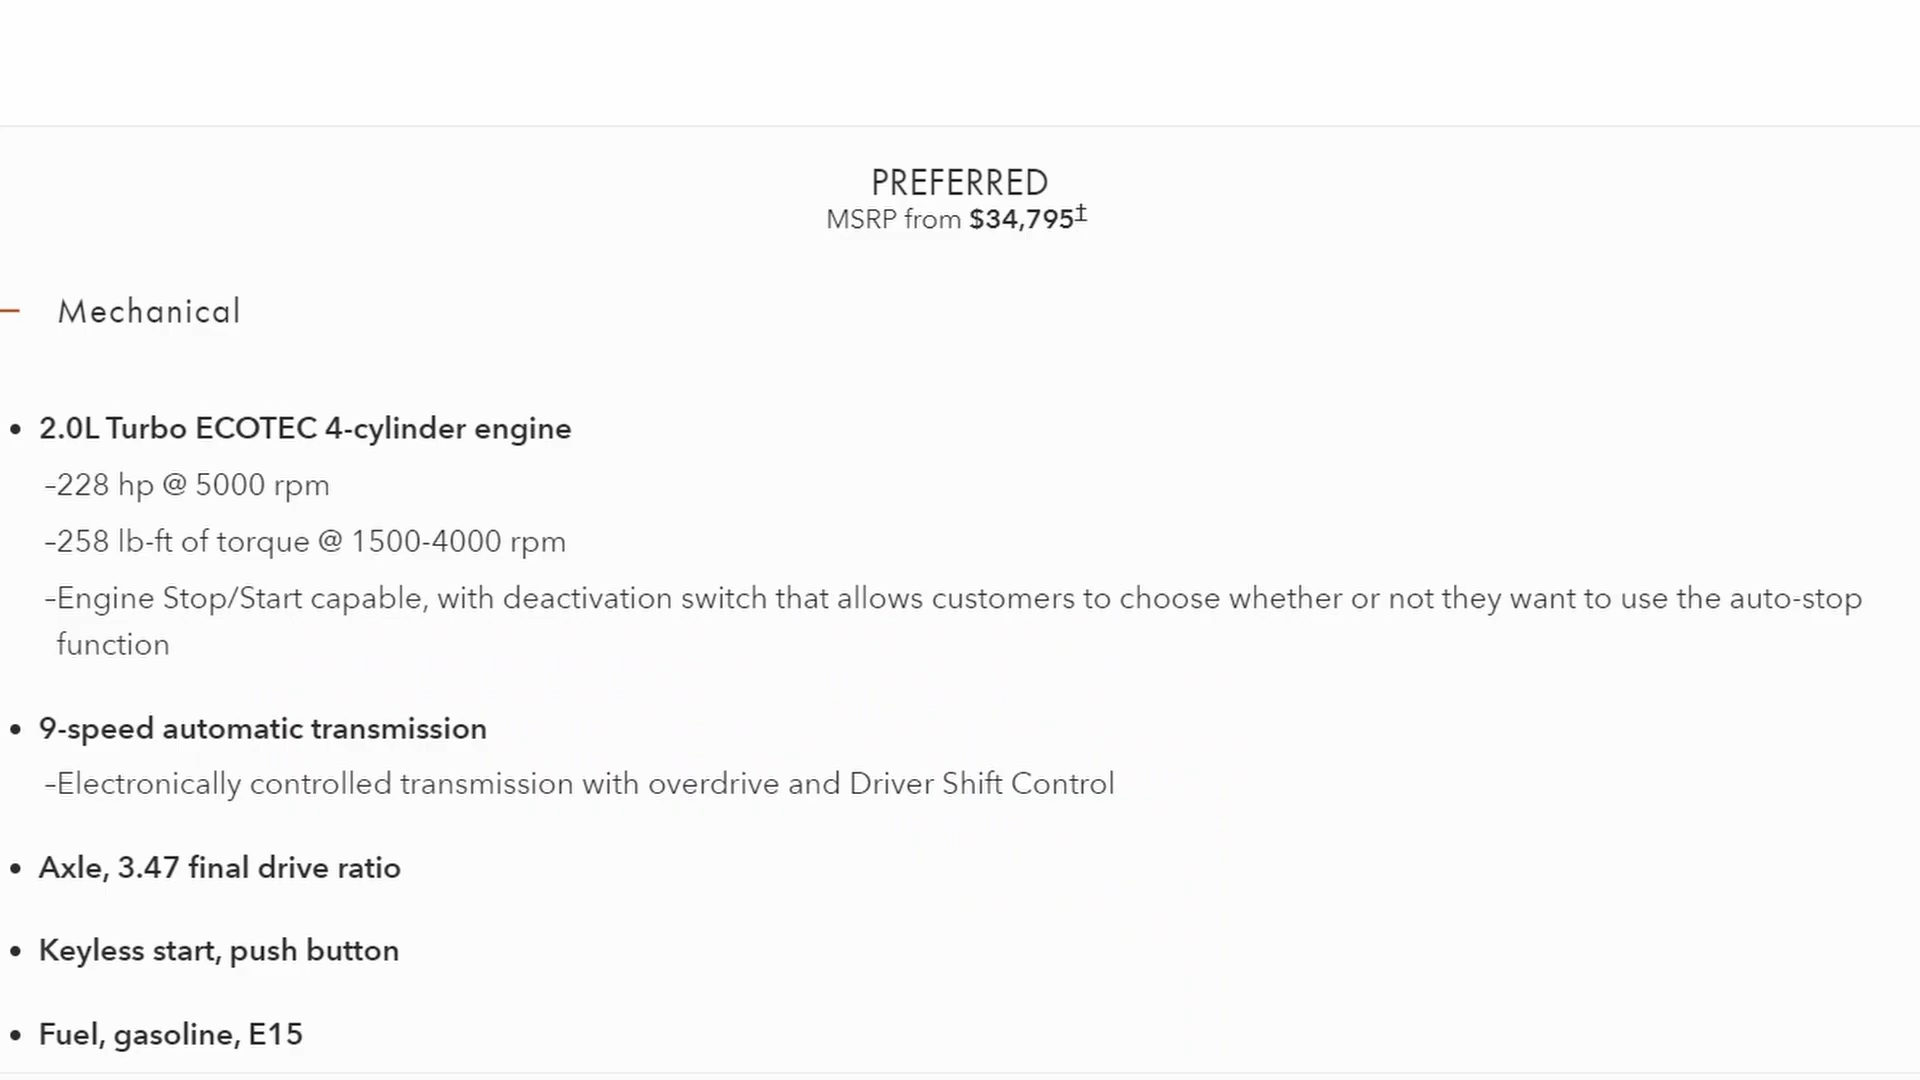 PREFERRED
MSRP from $34,795‡
Mechanical
• 2.0L Turbo ECOTEC 4-cylinder engine
–228 hp @ 5000 rpm
–258 lb-ft of torque @ 1500-4000 rpm
–Engine Stop/Start capable, with deactivation switch that allows customers to choose whether or not they want to use the auto-stop
function
• 9-speed automatic transmission
–Electronically controlled transmission with overdrive and Driver Shift Control
• Axle, 3.47 final drive ratio
• Keyless start, push button
• Fuel, gasoline, E15